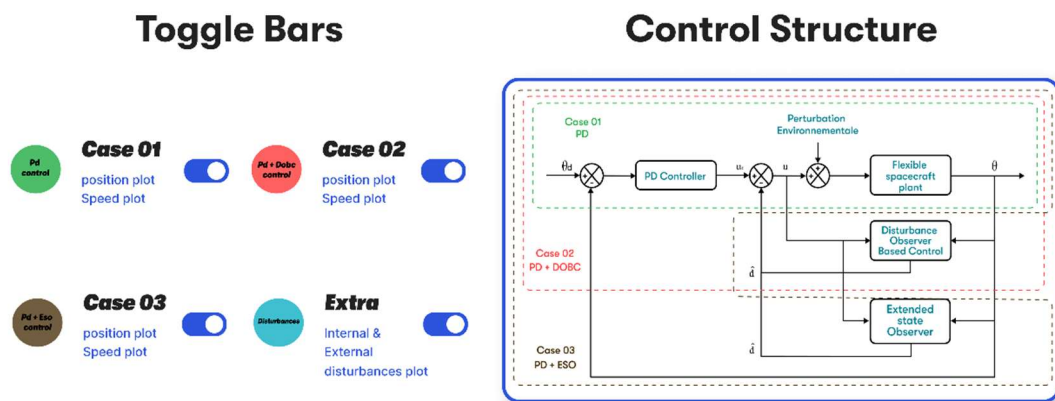 Toggle Bars
Pd
control
Case 01
position plot
Speed plot
Pd + Dobc
control
Case 02
position plot
Speed plot
Pd + Eso
control
Case 03
position plot
Speed plot
Disturbances
Extra
Internal &
External
disturbances plot
Control Structure
Case 01
PD
Perturbation
Environnementale
θd
+
-
PD Controller
+
-
u
+
+
Flexible
spacecraft
plant
θ
Disturbance
Observer
Based Control
Case 02
PD + DOBC
d̂
Extended
state
Observer
d̂
Case 03
PD + ESO